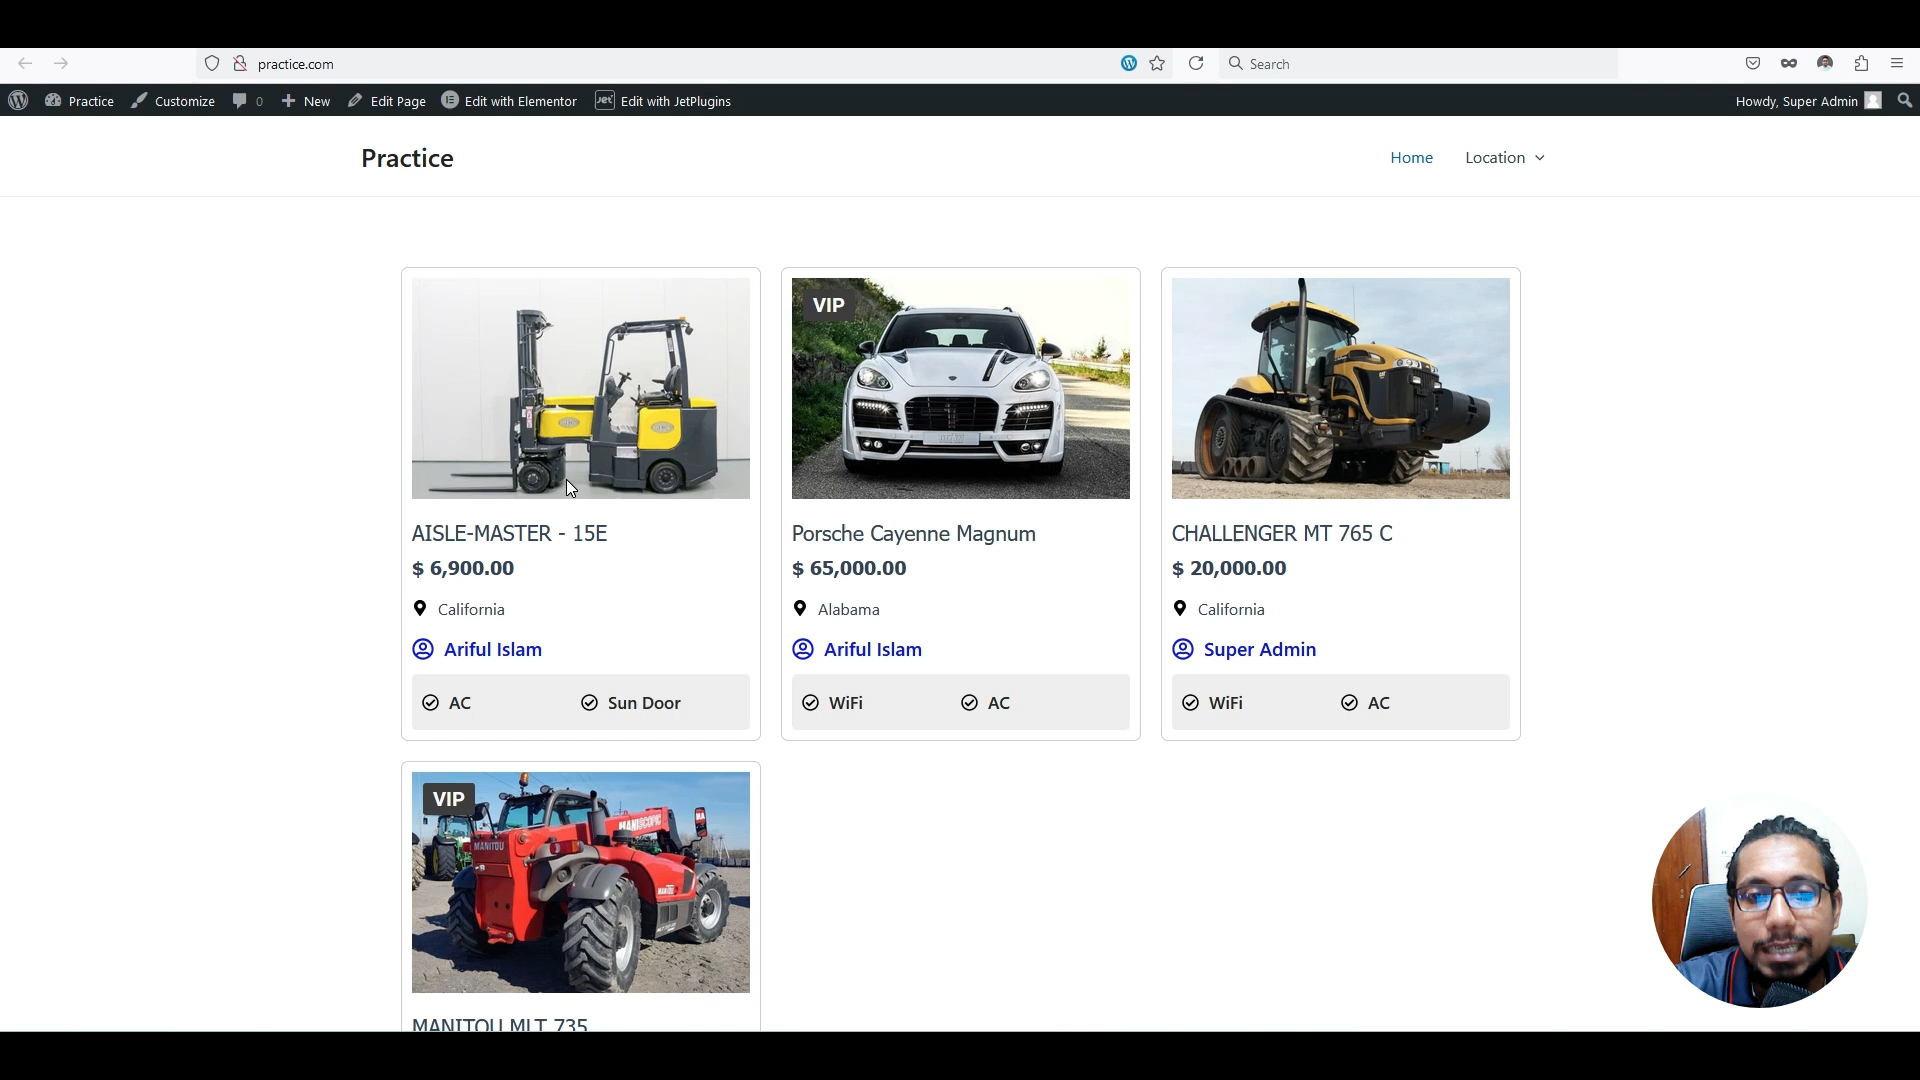 practice.com
Search
Practice
Customize
0
New
Edit Page
Edit with Elementor
Jet
Edit with JetPlugins
Howdy, Super Admin
Practice
Home
Location
VIP
AISLE-MASTER - 15E
$ 6,900.00
California
Ariful Islam
AC
Sun Door
Porsche Cayenne Magnum
$ 65,000.00
Alabama
Ariful Islam
WiFi
AC
CHALLENGER MT 765 C
$ 20,000.00
California
Super Admin
WiFi
AC
VIP
MANISCOPIC
MANITOU
MANITOU MLT 735